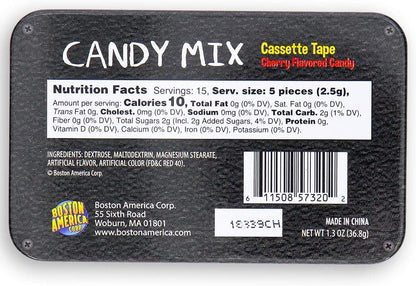 CANDY MIX
Cassette Tape
Cherry Flavored Candy
Nutrition Facts Servings: 15, Serv. size: 5 pieces (2.5g),
Amount per serving: Calories 10, Total Fat 0g (0% DV), Sat. Fat 0g (0% DV),
Trans Fat 0g, Cholest. 0mg (0% DV), Sodium 0mg (0% DV), Total Carb. 2g (1% DV),
Fiber 0g (0% DV), Total Sugars 2g (Incl. 2g Added Sugars, 4% DV), Protein 0g,
Vitamin D (0% DV), Calcium (0% DV), Iron (0% DV), Potassium (0% DV).
INGREDIENTS: DEXTROSE, MALTODEXTRIN, MAGNESIUM STEARATE,
ARTIFICIAL FLAVOR, ARTIFICIAL COLOR (FD&C RED 40).
© Boston America Corp.
6 11508 57320 2
BOSTON
AMERICA
CORP
Boston America Corp.
55 Sixth Road
Woburn, MA 01801
www.bostonamerica.com
18339CH
MADE IN CHINA
NET WT 1.3 OZ (36.8g)